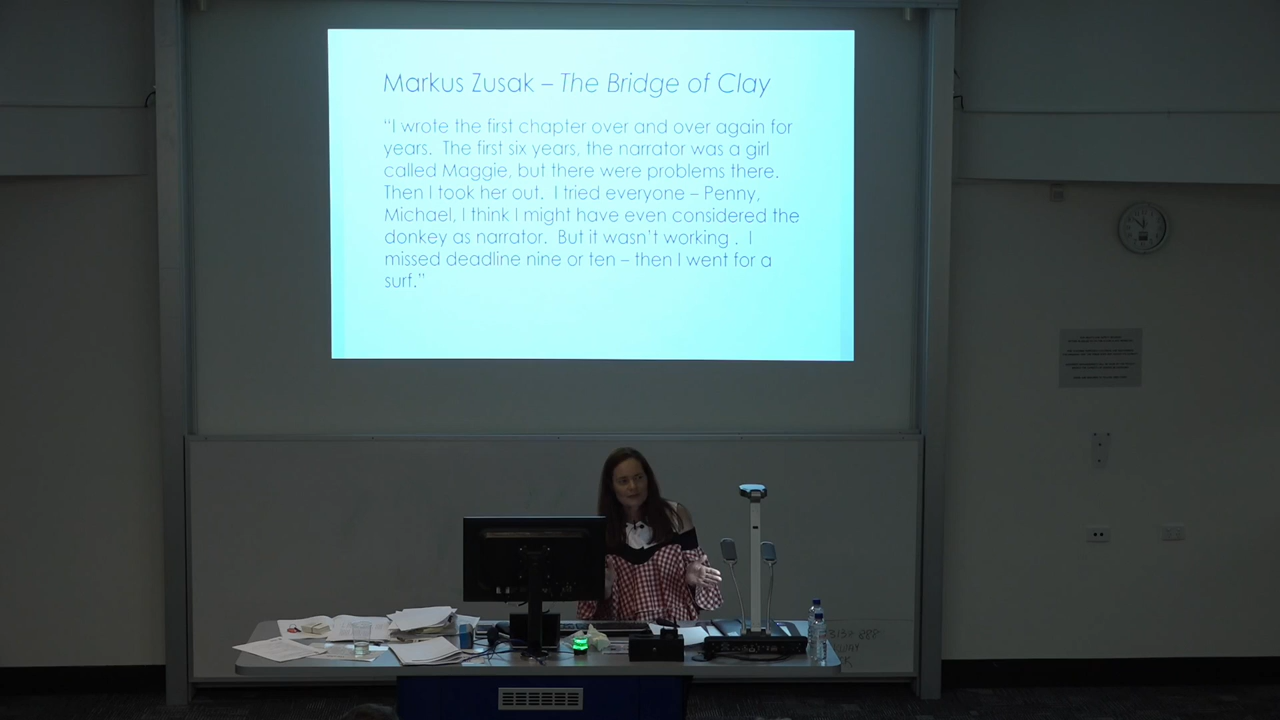 Markus Zusak – The Bridge of Clay
“I wrote the first chapter over and over again for
years.  The first six years, the narrator was a girl
called Maggie, but there were problems there.
Then I took her out.  I tried everyone – Penny,
Michael, I think I might have even considered the
donkey as narrator.  But it wasn’t working .  I
missed deadline nine or ten – then I went for a
surf.”